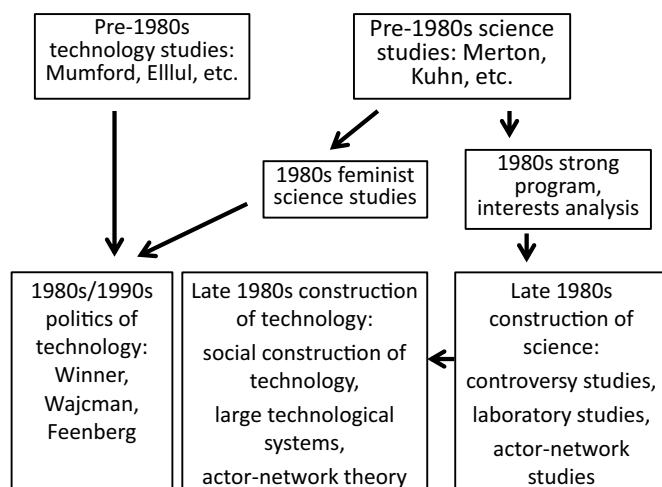 Pre-1980s
technology studies:
Mumford, Elllul, etc.
Pre-1980s science
studies: Merton,
Kuhn, etc.
1980s feminist
science studies
1980s strong
program,
interests analysis
1980s/1990s
politics of
technology:
Winner,
Wajcman,
Feenberg
Late 1980s construction
of technology:
social construction of
technology,
large technological
systems,
actor-network theory
Late 1980s
construction of
science:
controversy studies,
laboratory studies,
actor-network
studies